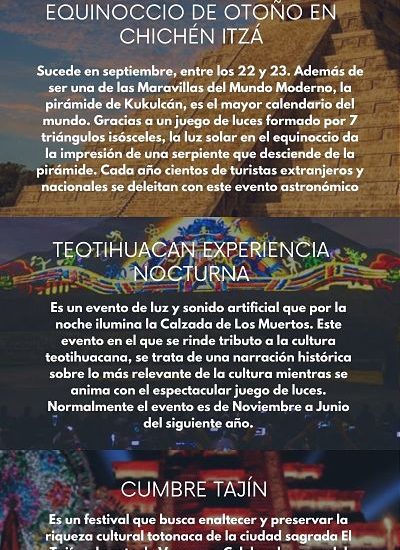 EQUINOCCIO DE OTOÑO EN
CHICHÉN ITZÁ
Sucede en septiembre, entre los 22 y 23. Además de
ser una de las Maravillas del Mundo Moderno, la
pirámide de Kukulcán, es el mayor calendario del
mundo. Gracias a un juego de luces formado por 7
triángulos isósceles, la luz solar en el equinoccio da
la impresión de una serpiente que desciende de la
pirámide. Cada año cientos de turistas extranjeros y
nacionales se deleitan con este evento astronómico
TEOTIHUACAN EXPERIENCIA
NOCTURNA
Es un evento de luz y sonido artificial que por la
noche ilumina la Calzada de Los Muertos. Este
evento en el que se rinde tributo a la cultura
teotihuacana, se trata de una narración histórica
sobre lo más relevante de la cultura mientras se
anima con el espectacular juego de luces.
Normalmente el evento es de Noviembre a Junio
del siguiente año.
CUMBRE TAJÍN
Es un festival que busca enaltecer y preservar la
riqueza cultural totonaca de la ciudad sagrada El